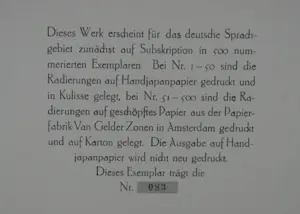 Dieses Werk erscheint für das deutsche Sprach-
gebiet zunächst auf Subskription in 500 num-
merierten Exemplaren Bei Nr. 1–50 sind die
Radierungen auf Handjapanpapier gedruckt und
in Kulisse gelegt, bei Nr. 51–500 sind die Ra-
dierungen auf geschöpftes Papier aus der Papier-
fabrik Van Gelder Zonen in Amsterdam gedruckt
und auf Karton gelegt. Die Ausgabe auf Hand-
japanpapier wird nicht neu gedruckt.
Dieses Exemplar trägt die
Nr. 083